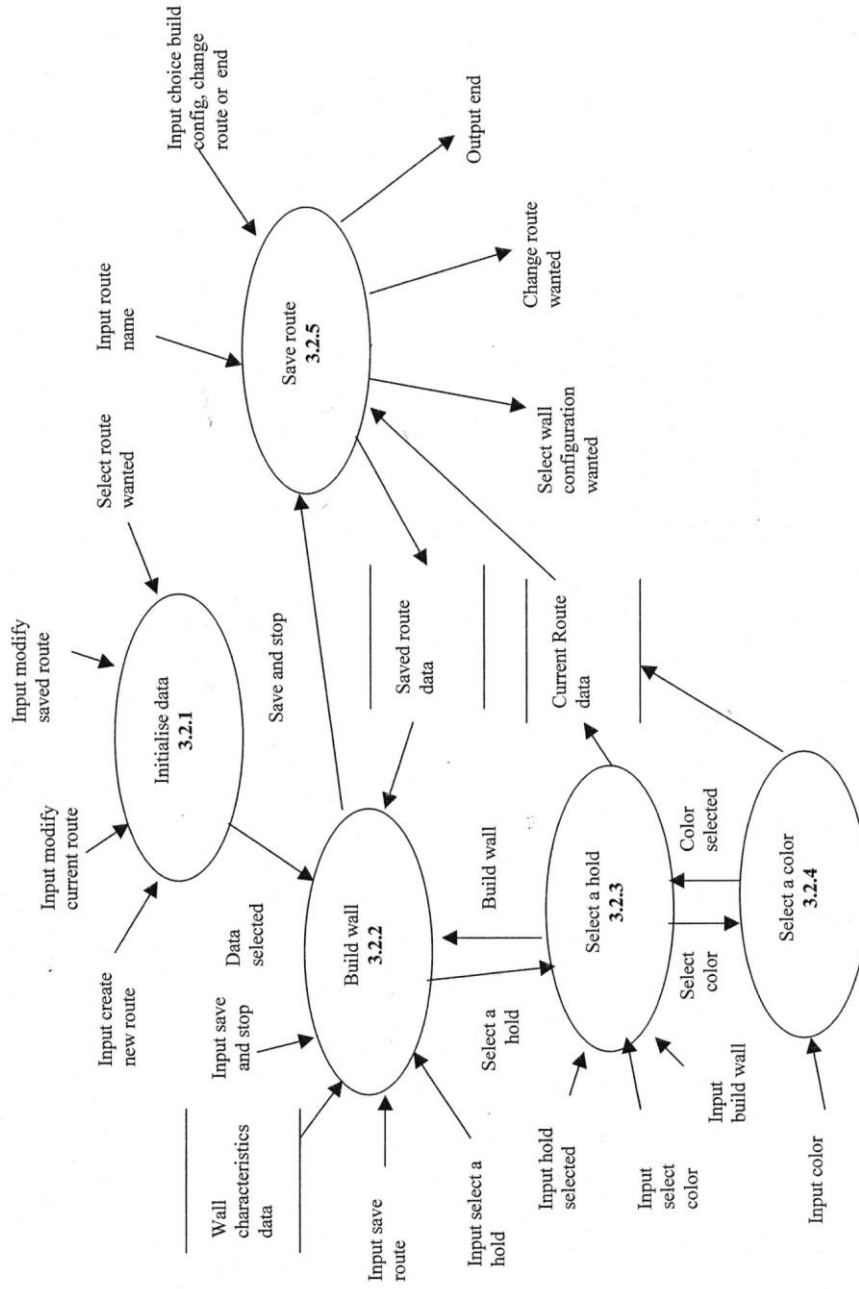 Input create
new route
Input modify
current route
Input modify
saved route
Select route
wanted
Input route
name
Input choice build
config, change
route or end
Initialise data
3.2.1
Save route
3.2.5
Wall
characteristics
data
Input save
and stop
Data
selected
Save and stop
Output end
Build wall
3.2.2
Saved route
data
Select wall
configuration
wanted
Change route
wanted
Input save
route
Input select a
hold
Select a
hold
Build wall
Current Route
data
Input hold
selected
Select a hold
3.2.3
Input
select color
Input
build wall
Select color
Color
selected
Input color
Select a color
3.2.4